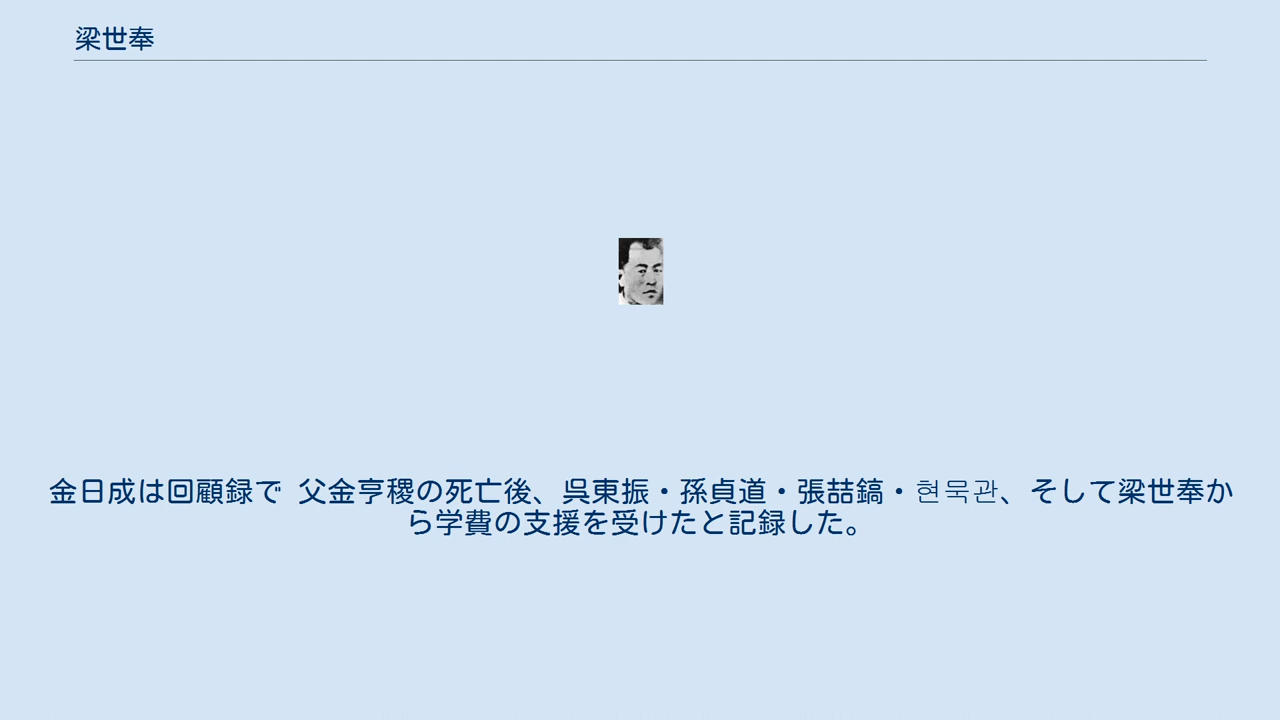 梁世奉
金日成は回顧録で 父金亨稷の死亡後、呉東振・孫貞道・張喆鎬・현묵관、そして梁世奉か
ら学費の支援を受けたと記録した。